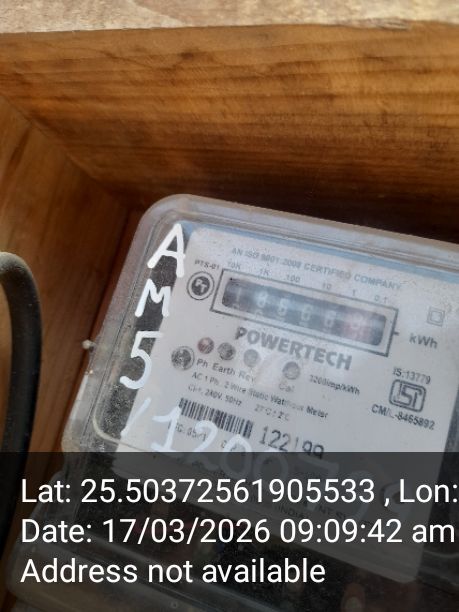 AN ISO 9001-2008 CERTIFIED COMPANY
PTS-01 10K 1K 100 10 1 0.1
kWh
POWERTECH
Ph Earth Rev Cal 3200imp/kWh
AC 1 Ph. 2 Wire Static Watthour Meter
240V, 50Hz 27°C
IS:13779
CM/L-8465892
122199
AM5
Lat: 25.50372561905533 , Lon:
Date: 17/03/2026 09:09:42 am
Address not available